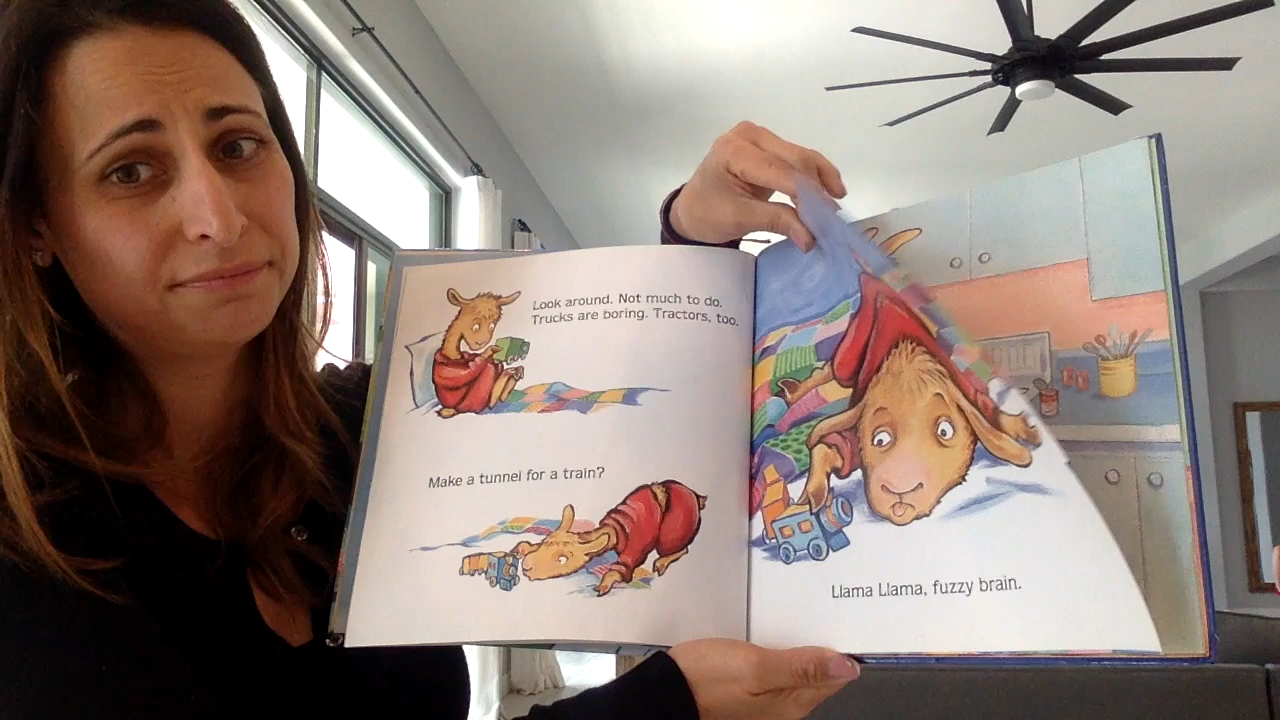 Look around. Not much to do.
Trucks are boring. Tractors, too.
Make a tunnel for a train?
Llama Llama, fuzzy brain.